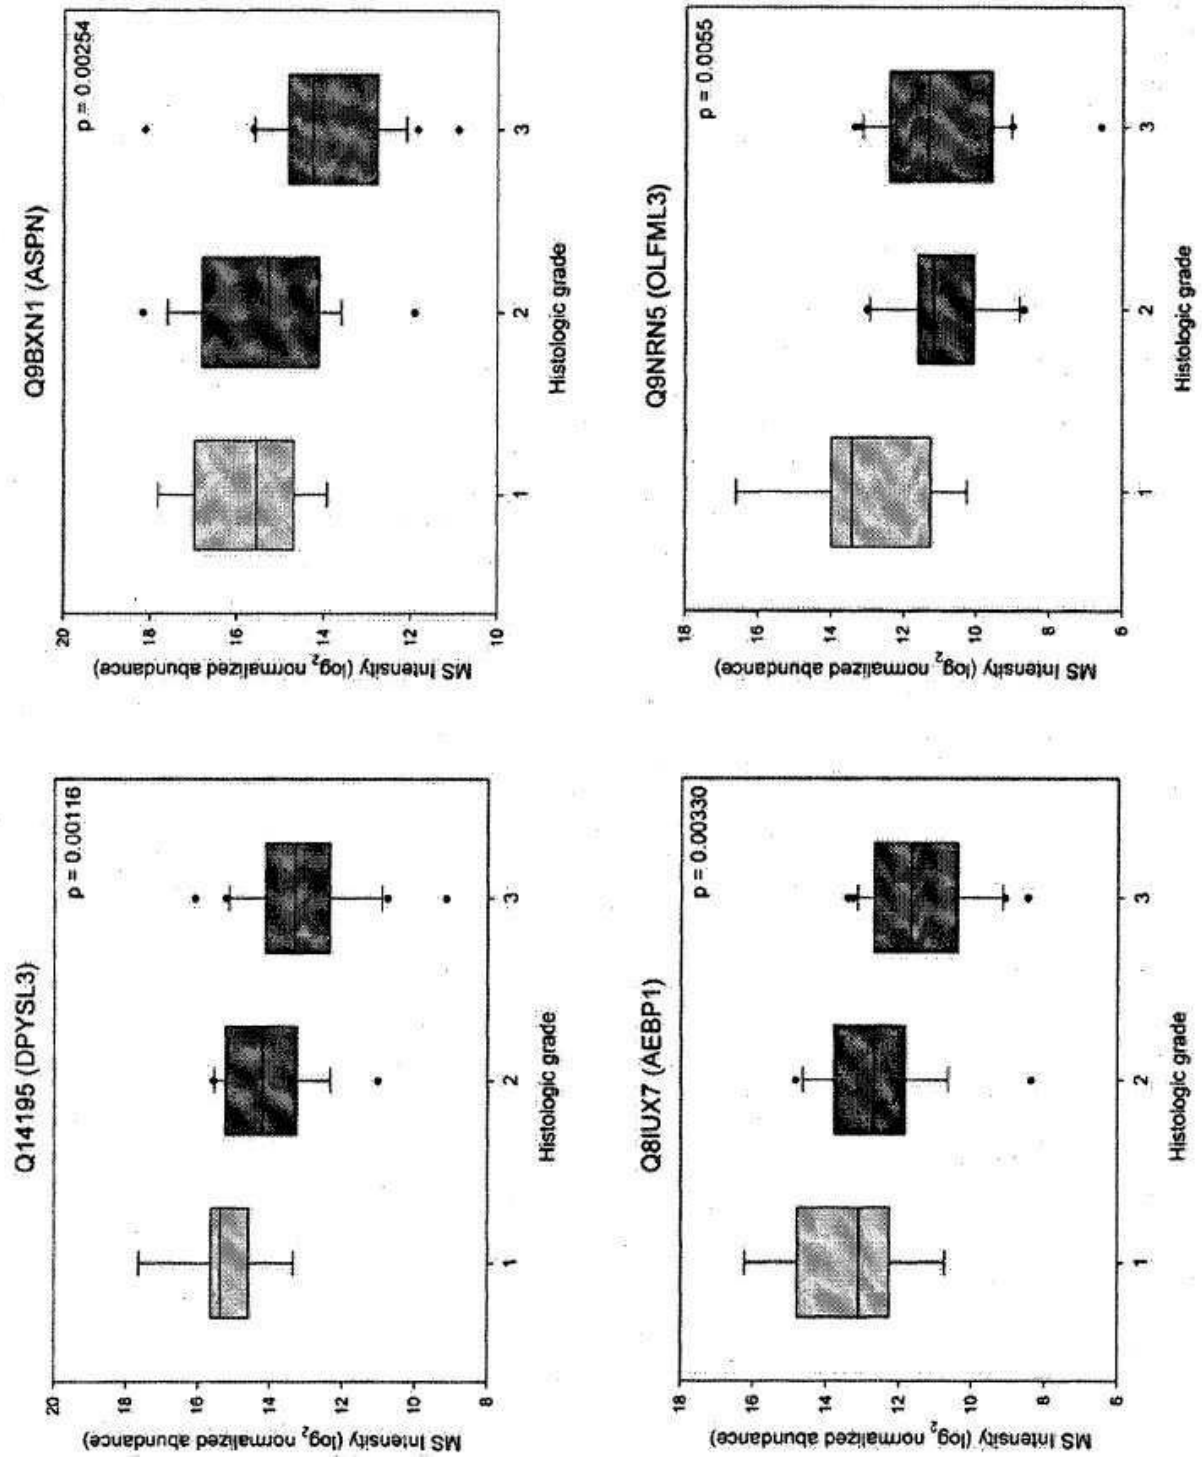 Q14195 (DPYSL3)
p = 0.00116
MS Intensity (log2 normalized abundance)
20
18
16
14
12
10
8
1
2
3
Histologic grade
Q9BXN1 (ASPN)
p = 0.00254
MS Intensity (log2 normalized abundance)
20
18
16
14
12
10
1
2
3
Histologic grade
Q8IUX7 (AEBP1)
p = 0.00330
MS Intensity (log2 normalized abundance)
18
16
14
12
10
8
6
1
2
3
Histologic grade
Q9NRN5 (OLFML3)
p = 0.0055
MS Intensity (log2 normalized abundance)
18
16
14
12
10
8
6
1
2
3
Histologic grade